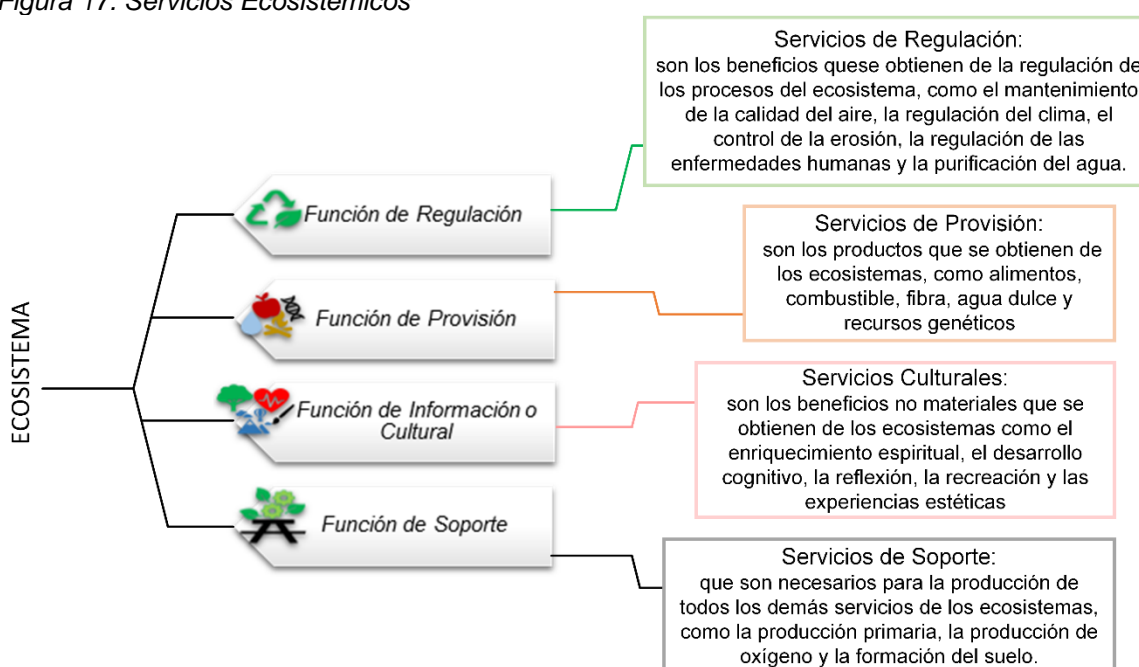 Figura 17. Servicios Ecosistémicos
Servicios de Regulación:
son los beneficios quese obtienen de la regulación de
los procesos del ecosistema, como el mantenimiento
de la calidad del aire, la regulación del clima, el
control de la erosión, la regulación de las
enfermedades humanas y la purificación del agua.
Función de Regulación
Servicios de Provisión:
son los productos que se obtienen de
los ecosistemas, como alimentos,
combustible, fibra, agua dulce y
recursos genéticos
Función de Provisión
ECOSISTEMA
Servicios Culturales:
son los beneficios no materiales que se
obtienen de los ecosistemas como el
enriquecimiento espiritual, el desarrollo
cognitivo, la reflexión, la recreación y las
experiencias estéticas
Función de Información o
Cultural
Función de Soporte
Servicios de Soporte:
que son necesarios para la producción de
todos los demás servicios de los ecosistemas,
como la producción primaria, la producción de
oxígeno y la formación del suelo.